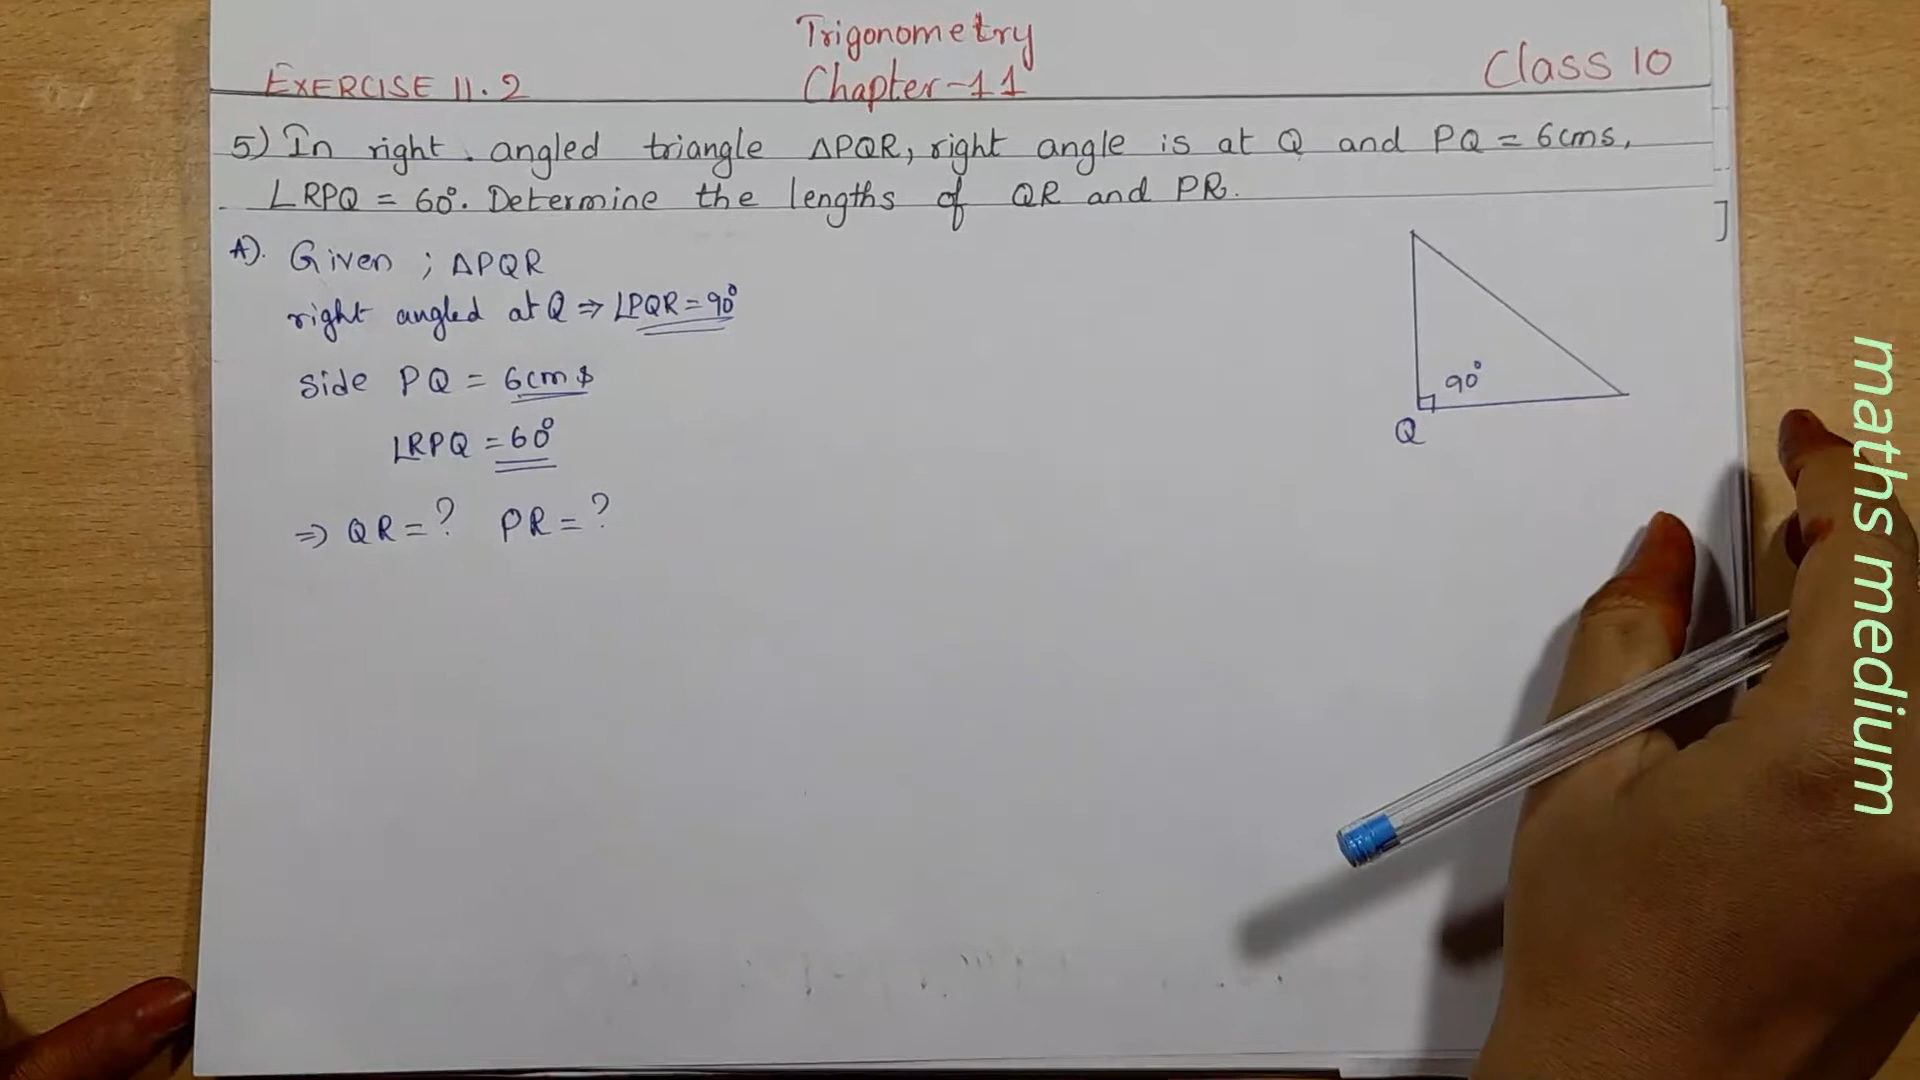 Trigonometry
EXERCISE 11.2 Chapter-11 Class 10
5) In right angled triangle ΔPQR, right angle is at Q and PQ = 6cms,
∠RPQ = 60°. Determine the lengths of QR and PR.
A). Given ; ΔPQR
right angled at Q ⇒ ∠PQR = 90°
side PQ = 6cms
∠RPQ = 60°
⇒ QR = ? PR = ?
90°
Q
maths medium